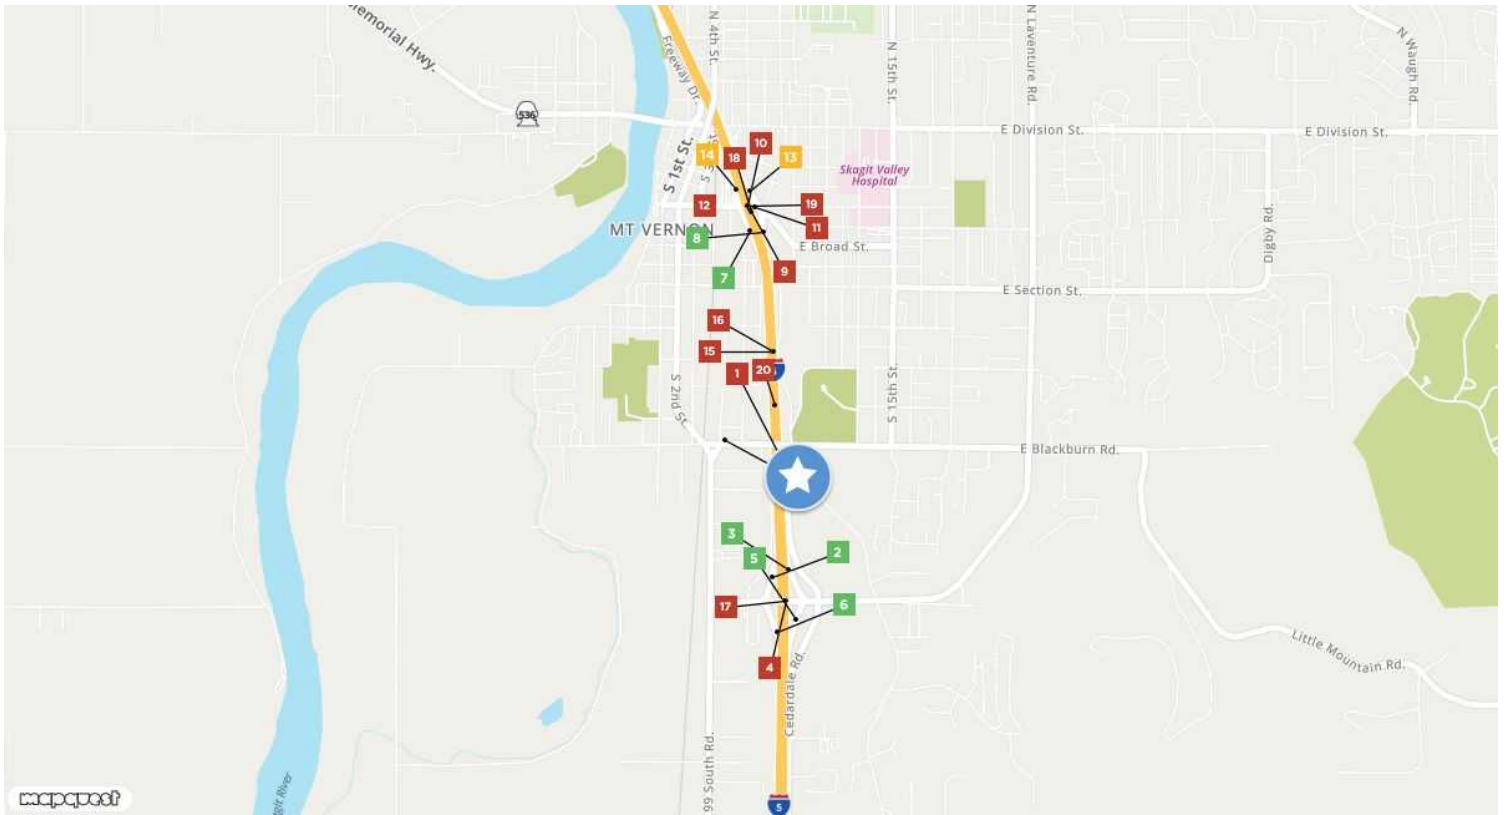 Memorial Hwy.
536
Freeway Dr.
N 4th St.
N 15th St.
N Laventure Rd.
N Waugh Rd.
E Division St.
E Division St.
S 1st St.
10
14
18
13
Skagit Valley
Hospital
12
19
11
MT VERNON
8
E Broad St.
Digby Rd.
7
9
E Section St.
16
15
1
20
S 2nd St.
S 15th St.
E Blackburn Rd.
3
5
2
17
6
4
Cedardale Rd.
Little Mountain Rd.
99 South Rd.
5
mapquest